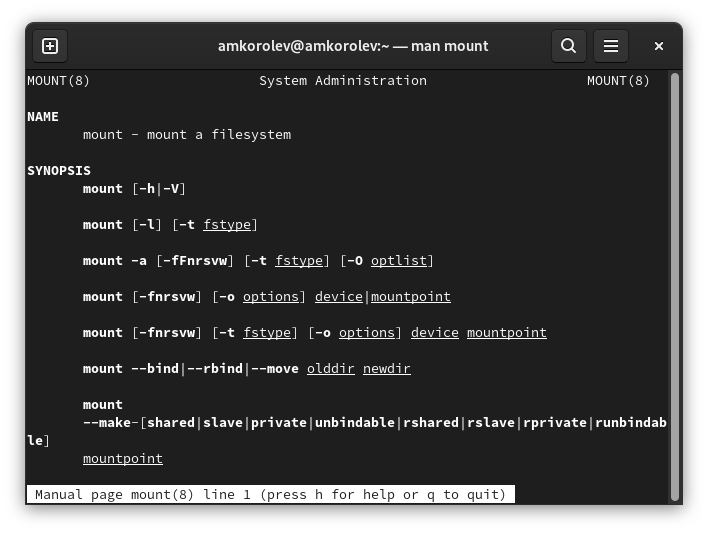 amkorolev@amkorolev:~ — man mount
MOUNT(8) System Administration MOUNT(8)
NAME
mount - mount a filesystem
SYNOPSIS
mount [-h|-V]
mount [-l] [-t fstype]
mount -a [-fFnrsvw] [-t fstype] [-O optlist]
mount [-fnrsvw] [-o options] device|mountpoint
mount [-fnrsvw] [-t fstype] [-o options] device mountpoint
mount --bind|--rbind|--move olddir newdir
mount
--make-[shared|slave|private|unbindable|rshared|rslave|rprivate|runbindab
le]
mountpoint
Manual page mount(8) line 1 (press h for help or q to quit)